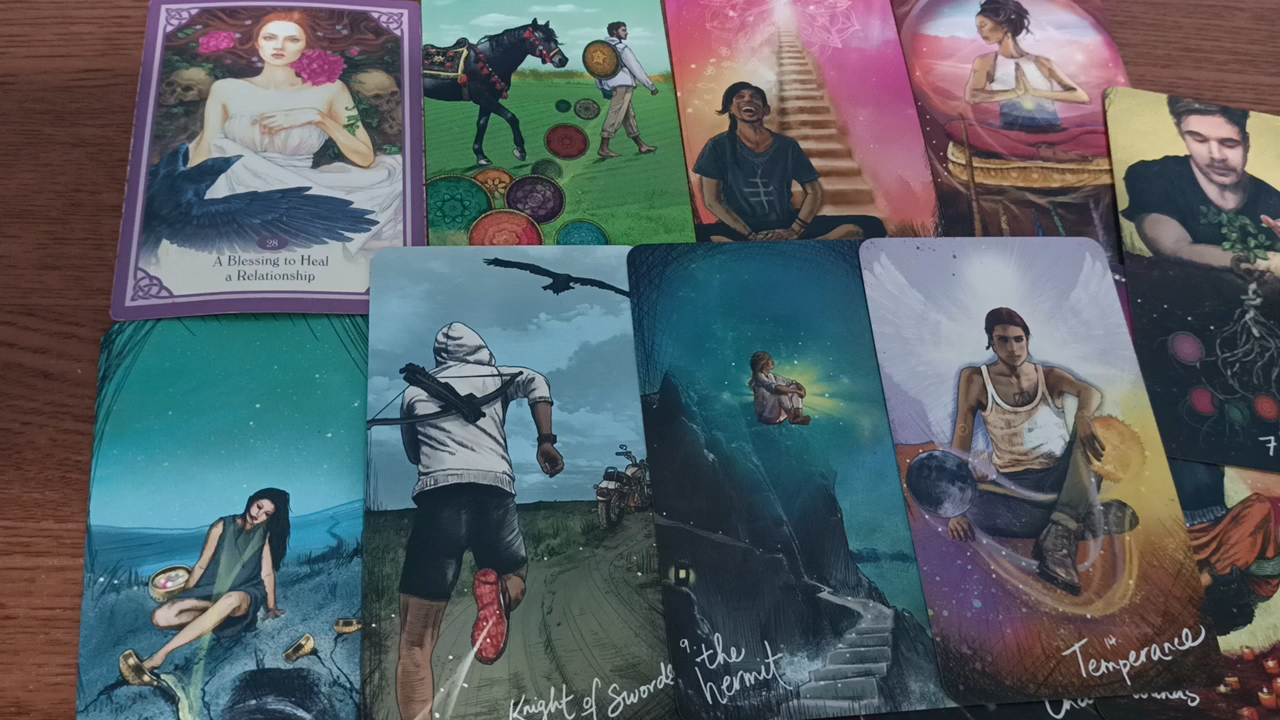 28
A Blessing to Heal
a Relationship
7
Knight of Swords
9
the
hermit
14
Temperance